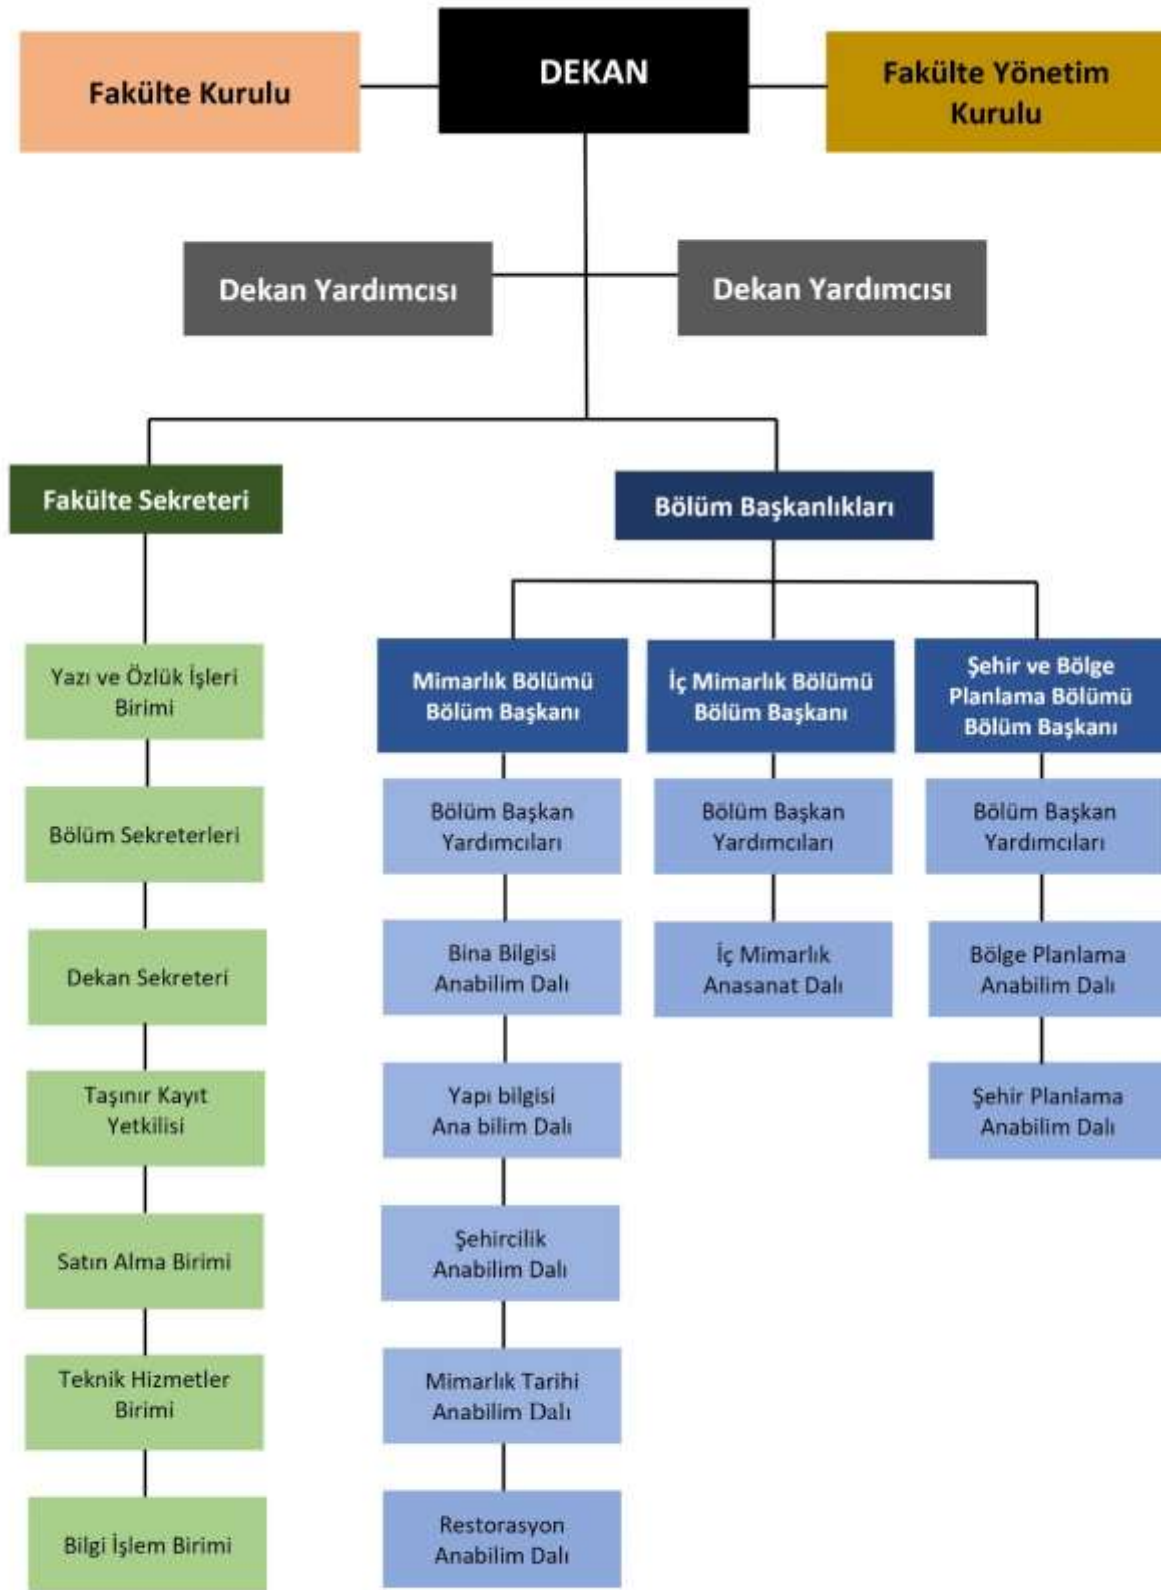 Fakülte Kurulu
DEKAN
Fakülte Yönetim
Kurulu
Dekan Yardımcısı
Dekan Yardımcısı
Fakülte Sekreteri
Bölüm Başkanlıkları
Yazı ve Özlük İşleri
Birimi
Bölüm Sekreterleri
Dekan Sekreteri
Taşınır Kayıt
Yetkilisi
Satın Alma Birimi
Teknik Hizmetler
Birimi
Bilgi İşlem Birimi
Mimarlık Bölümü
Bölüm Başkanı
Bölüm Başkan
Yardımcıları
Bina Bilgisi
Anabilim Dalı
Yapı bilgisi
Ana bilim Dalı
Şehircilik
Anabilim Dalı
Mimarlık Tarihi
Anabilim Dalı
Restorasyon
Anabilim Dalı
İç Mimarlık Bölümü
Bölüm Başkanı
Bölüm Başkan
Yardımcıları
İç Mimarlık
Anasanat Dalı
Şehir ve Bölge
Planlama Bölümü
Bölüm Başkanı
Bölüm Başkan
Yardımcıları
Bölge Planlama
Anabilim Dalı
Şehir Planlama
Anabilim Dalı